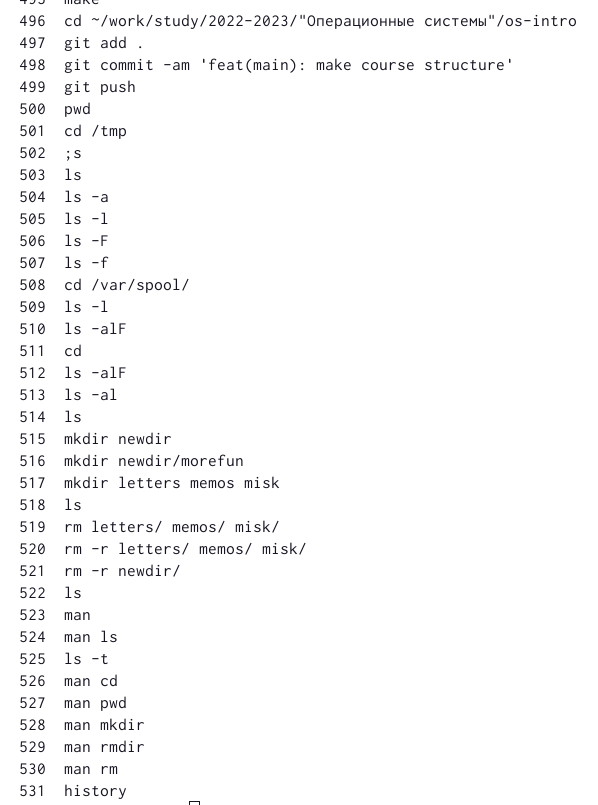 495 make
496 cd ~/work/study/2022-2023/"Операционные системы"/os-intro
497 git add .
498 git commit -am 'feat(main): make course structure'
499 git push
500 pwd
501 cd /tmp
502 ;s
503 ls
504 ls -a
505 ls -l
506 ls -F
507 ls -f
508 cd /var/spool/
509 ls -l
510 ls -alF
511 cd
512 ls -alF
513 ls -al
514 ls
515 mkdir newdir
516 mkdir newdir/morefun
517 mkdir letters memos misk
518 ls
519 rm letters/ memos/ misk/
520 rm -r letters/ memos/ misk/
521 rm -r newdir/
522 ls
523 man
524 man ls
525 ls -t
526 man cd
527 man pwd
528 man mkdir
529 man rmdir
530 man rm
531 history